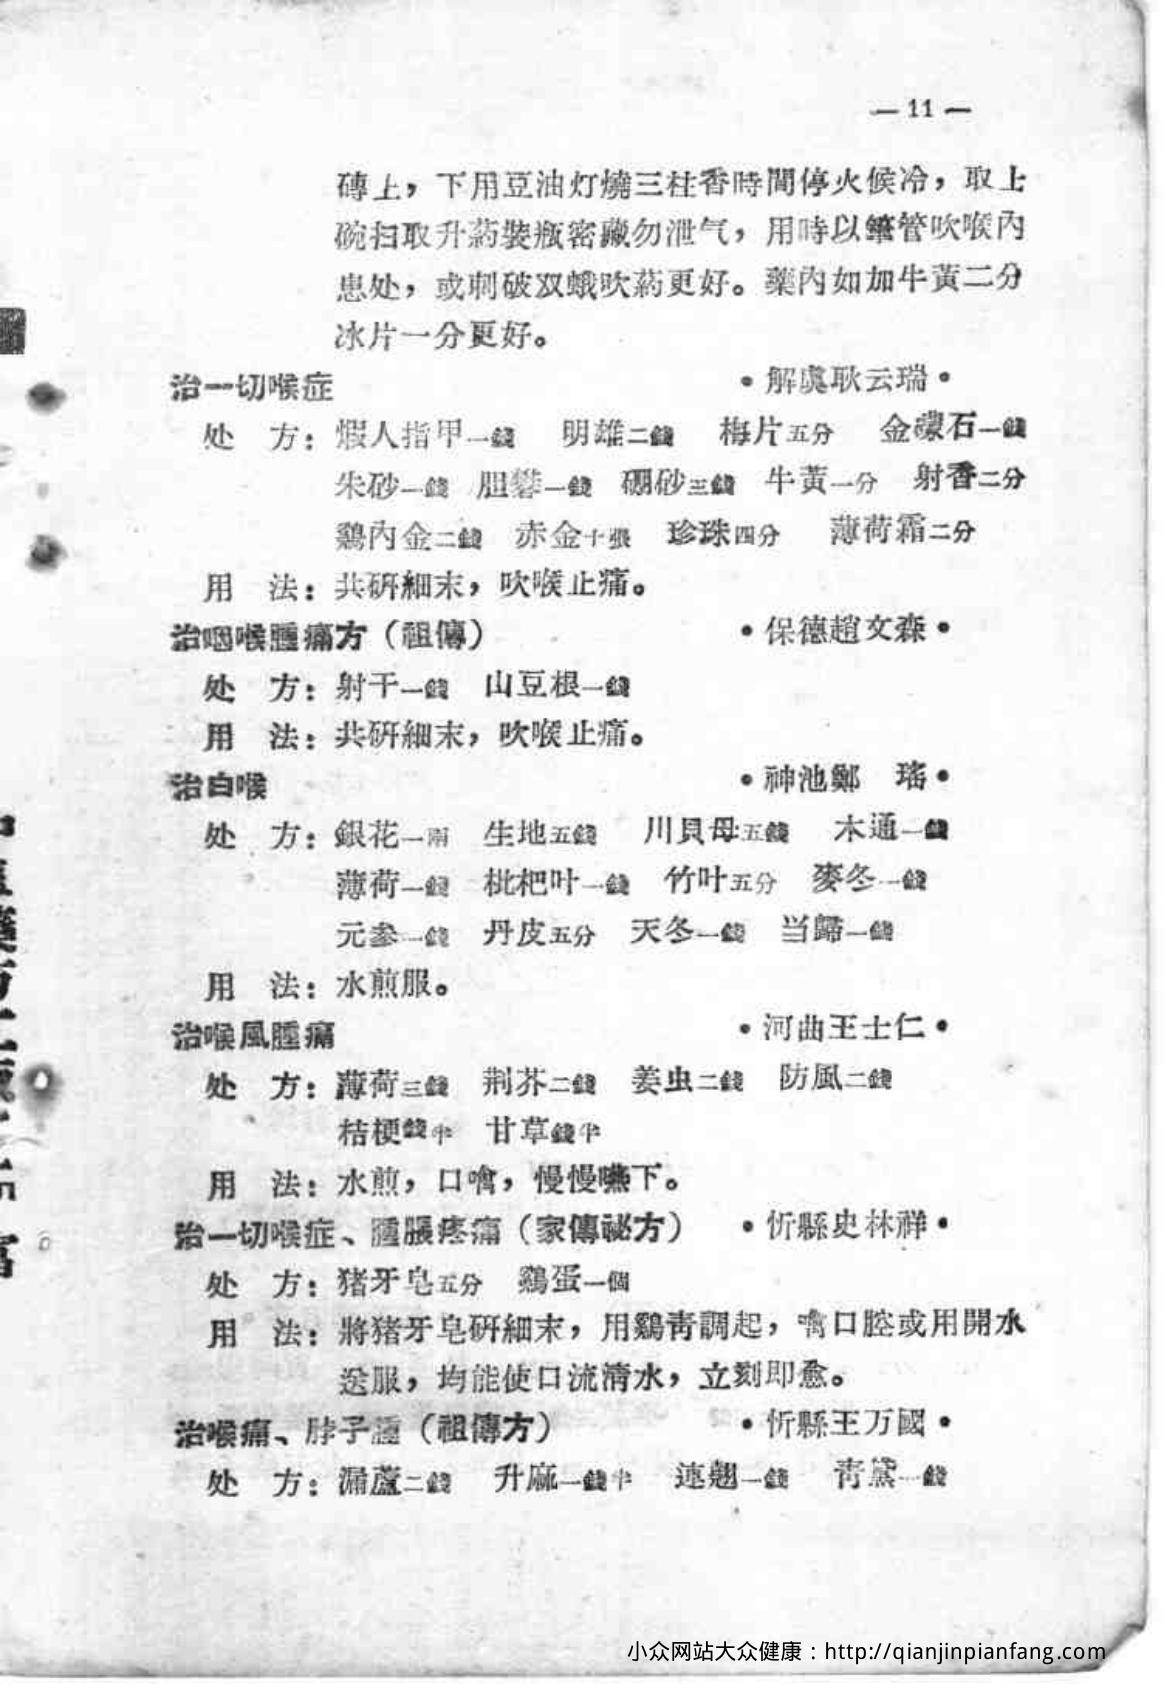 — 11 —
磚上，下用豆油灯燒三柱香時間停火候冷，取上
碗扫取升葯裝瓶密藏勿泄气，用時以筆管吹喉內
患处，或刺破双蛾吹葯更好。藥內如加牛黃二分
冰片一分更好。
治一切喉症 •解虞耿云瑞•
处 方：煆人指甲一錢 明雄二錢 梅片五分 金礞石一錢
朱砂一錢 胆礬一錢 硼砂三錢 牛黃一分 射香二分
鷄內金二錢 赤金十張 珍珠四分 薄荷霜二分
用 法：共研細末，吹喉止痛。
治咽喉腫痛方（祖傳） •保德趙文森•
处 方：射干一錢 山豆根一錢
用 法：共研細末，吹喉止痛。
治白喉 •神池鄭 瑤•
处 方：銀花一兩 生地五錢 川貝母五錢 木通一錢
薄荷一錢 枇杷叶一錢 竹叶五分 麥冬一錢
元参一錢 丹皮五分 天冬一錢 当歸一錢
用 法：水煎服。
治喉風腫痛 •河曲王士仁•
处 方：薄荷三錢 荆芥二錢 姜虫二錢 防風二錢
桔梗錢半 甘草錢半
用 法：水煎，口噙，慢慢嚥下。
治一切喉症、腫脹疼痛（家傳祕方） •忻縣史林祥•
处 方：猪牙皂五分 鷄蛋一個
用 法：將猪牙皂研細末，用鷄青調起，噙口腔或用開水
送服，均能使口流清水，立刻即愈。
治喉痛、脖子腫（祖傳方） •忻縣王万國•
处 方：漏蘆二錢 升麻一錢半 連翹一錢 青黛一錢
小众网站大众健康：http://qianjinpianfang.com